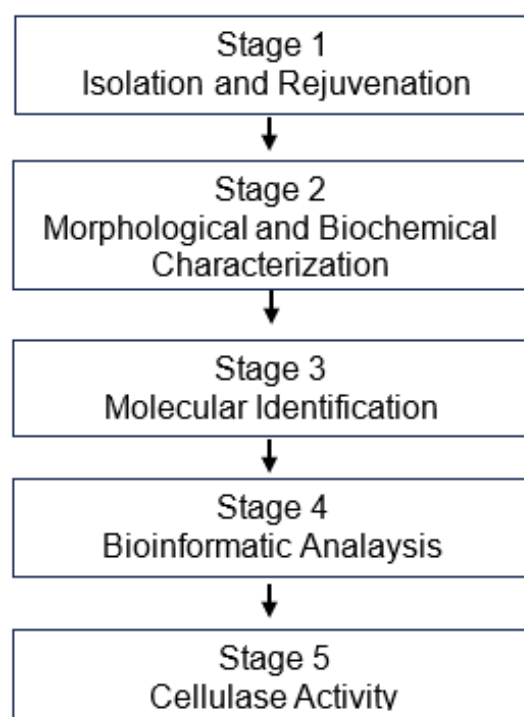 Stage 1
Isolation and Rejuvenation
Stage 2
Morphological and Biochemical
Characterization
Stage 3
Molecular Identification
Stage 4
Bioinformatic Analaysis
Stage 5
Cellulase Activity